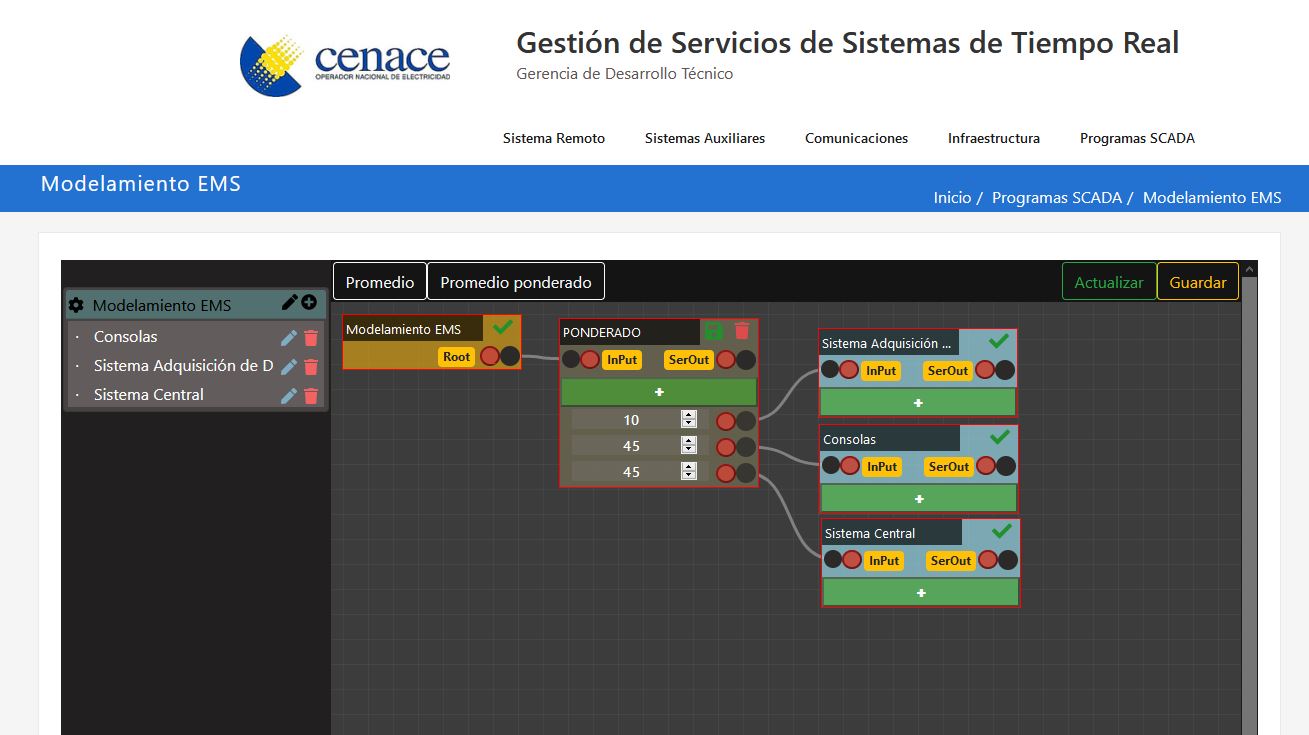 Gestión de Servicios de Sistemas de Tiempo Real
cenace
OPERADOR NACIONAL DE ELECTRICIDAD
Gerencia de Desarrollo Técnico
Sistema Remoto Sistemas Auxiliares Comunicaciones Infraestructura Programas SCADA
Modelamiento EMS
Inicio / Programas SCADA / Modelamiento EMS
Promedio Promedio ponderado Actualizar Guardar
Modelamiento EMS
· Consolas
· Sistema Adquisición de D
· Sistema Central
Modelamiento EMS
Root
PONDERADO
InPut SerOut
+
10
45
45
Sistema Adquisición ...
InPut SerOut
+
Consolas
InPut SerOut
+
Sistema Central
InPut SerOut
+